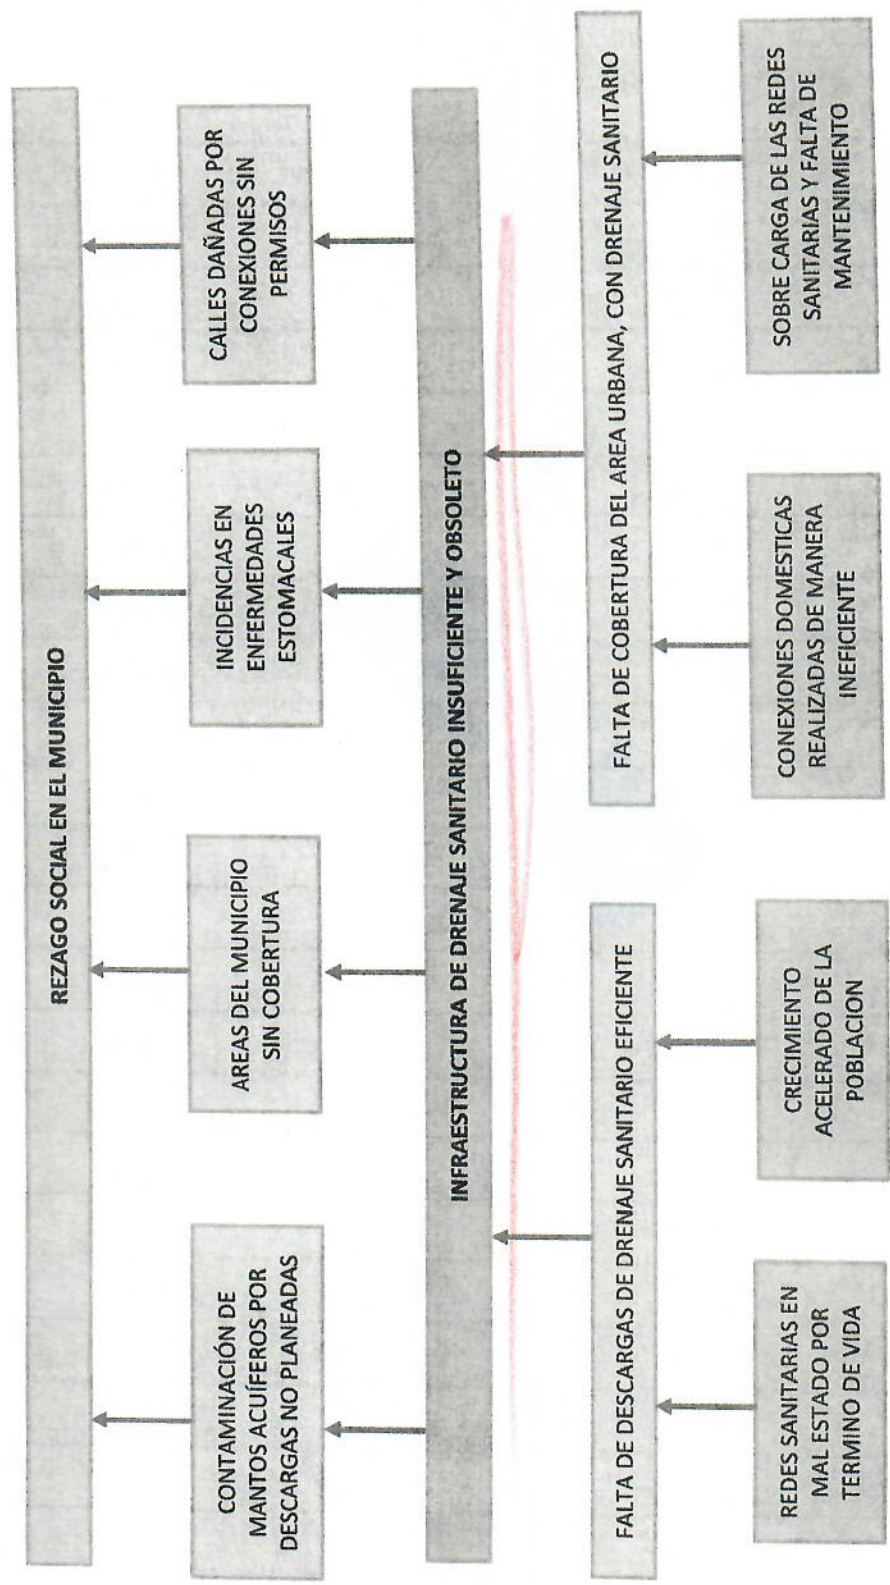 REZAGO SOCIAL EN EL MUNICIPIO
CONTAMINACIÓN DE
MANTOS ACUÍFEROS POR
DESCARGAS NO PLANEADAS
AREAS DEL MUNICIPIO
SIN COBERTURA
INCIDENCIAS EN
ENFERMEDADES
ESTOMACALES
CALLES DAÑADAS POR
CONEXIONES SIN
PERMISOS
INFRAESTRUCTURA DE DRENAJE SANITARIO INSUFICIENTE Y OBSOLETO
FALTA DE DESCARGAS DE DRENAJE SANITARIO EFICIENTE
FALTA DE COBERTURA DEL AREA URBANA, CON DRENAJE SANITARIO
REDES SANITARIAS EN
MAL ESTADO POR
TERMINO DE VIDA
CRECIMIENTO
ACELERADO DE LA
POBLACION
CONEXIONES DOMESTICAS
REALIZADAS DE MANERA
INEFICIENTE
SOBRE CARGA DE LAS REDES
SANITARIAS Y FALTA DE
MANTENIMIENTO